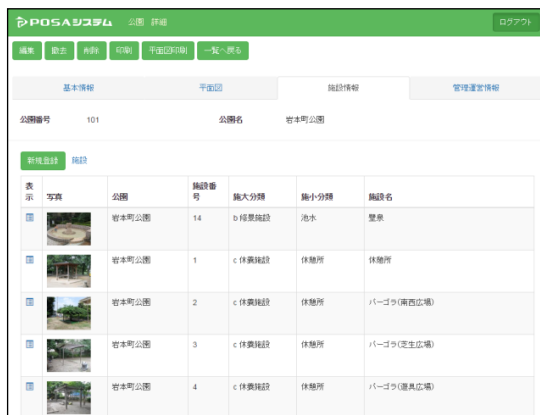 POSAシステム 公園 詳細 ログアウト
編集 撤去 削除 印刷 平面図印刷 一覧へ戻る
基本情報 平面図 施設情報 管理運営情報
公園番号 101 公園名 岩本町公園
新規登録 施設
表示 写真 公園 施設番号 施大分類 施小分類 施設名
岩本町公園 14 b 修景施設 池水 壁泉
岩本町公園 1 c 休養施設 休憩所 休憩所
岩本町公園 2 c 休養施設 休憩所 パーゴラ(南西広場)
岩本町公園 3 c 休養施設 休憩所 パーゴラ(芝生広場)
岩本町公園 4 c 休養施設 休憩所 パーゴラ(遊具広場)